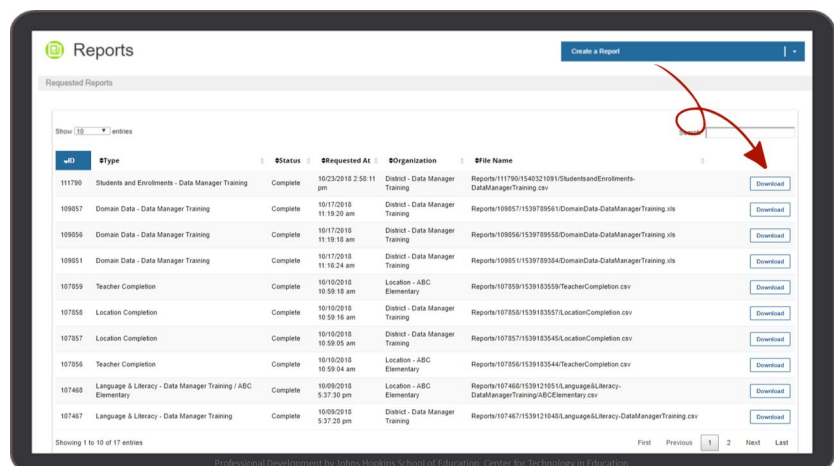 Reports
Create a Report
Requested Reports
Show 10 entries
Search
ID Type Status Requested At Organization File Name
111790 Students and Enrollments - Data Manager Training Complete 10/23/2018 2:58:11 pm District - Data Manager Training Reports/111790/1540321091/StudentsandEnrollments-DataManagerTraining.csv Download
109857 Domain Data - Data Manager Training Complete 10/17/2018 11:19:20 am District - Data Manager Training Reports/109857/1539789561/DomainData-DataManagerTraining.xls Download
109856 Domain Data - Data Manager Training Complete 10/17/2018 11:19:18 am District - Data Manager Training Reports/109856/1539789558/DomainData-DataManagerTraining.xls Download
109851 Domain Data - Data Manager Training Complete 10/17/2018 11:16:24 am District - Data Manager Training Reports/109851/1539789384/DomainData-DataManagerTraining.xls Download
107859 Teacher Completion Complete 10/10/2018 10:59:18 am Location - ABC Elementary Reports/107859/1539183559/TeacherCompletion.csv Download
107858 Location Completion Complete 10/10/2018 10:59:16 am District - Data Manager Training Reports/107858/1539183557/LocationCompletion.csv Download
107857 Location Completion Complete 10/10/2018 10:59:05 am District - Data Manager Training Reports/107857/1539183545/LocationCompletion.csv Download
107856 Teacher Completion Complete 10/10/2018 10:59:04 am Location - ABC Elementary Reports/107856/1539183544/TeacherCompletion.csv Download
107468 Language & Literacy - Data Manager Training / ABC Elementary Complete 10/09/2018 5:37:30 pm Location - ABC Elementary Reports/107468/1539121051/Language&Literacy-DataManagerTraining/ABCElementary.csv Download
107467 Language & Literacy - Data Manager Training Complete 10/09/2018 5:37:28 pm District - Data Manager Training Reports/107467/1539121048/Language&Literacy-DataManagerTraining.csv Download
Showing 1 to 10 of 17 entries
First Previous 1 2 Next Last
Professional Development by Johns Hopkins School of Education, Center for Technology in Education